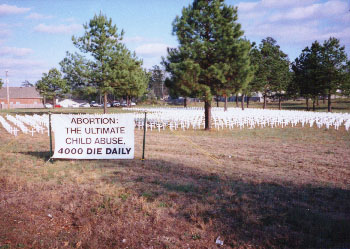 ABORTION:
THE ULTIMATE
CHILD ABUSE,
4000 DIE DAILY